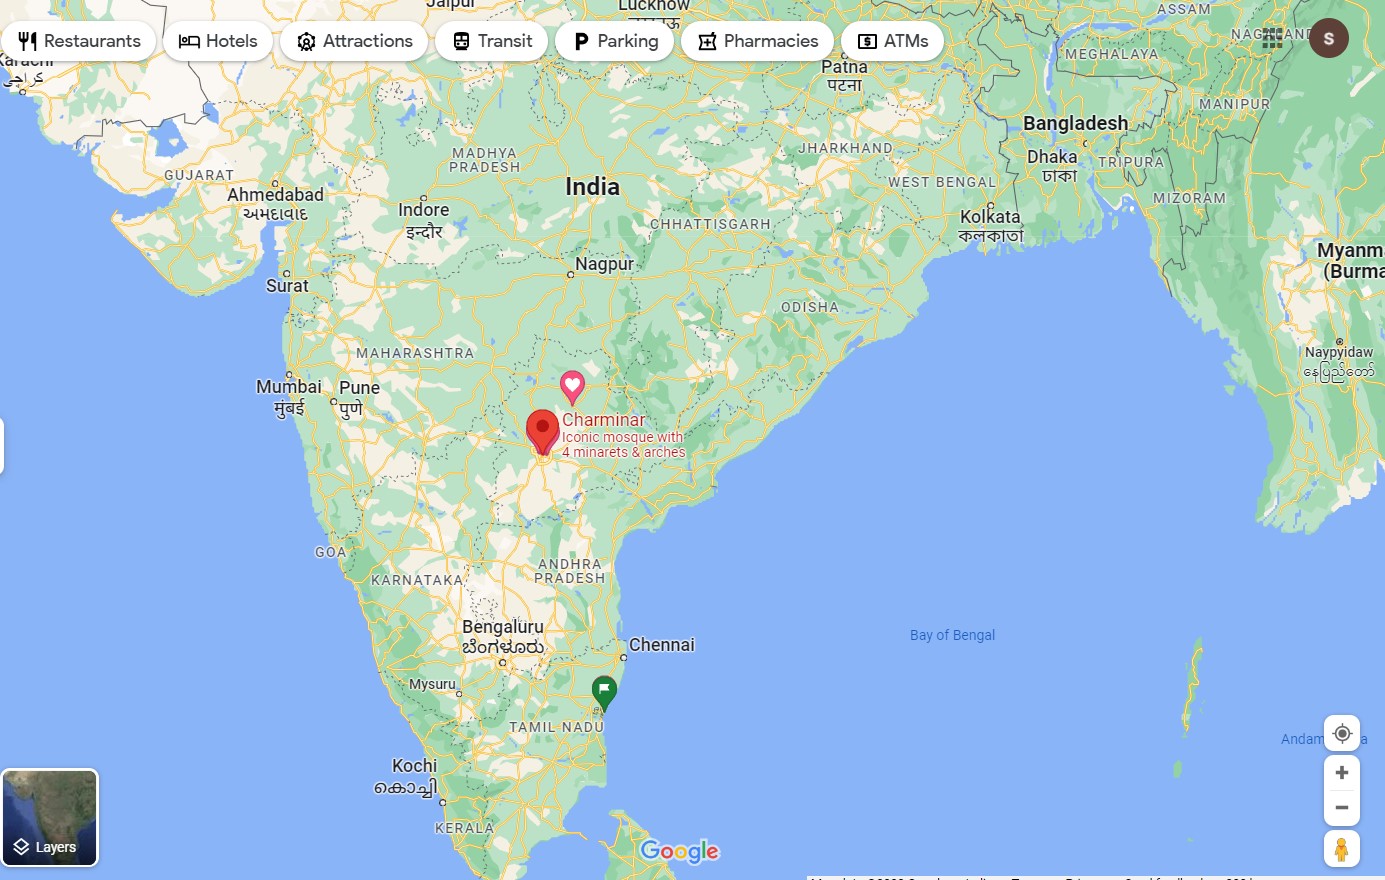 Jaipur
Lucknow
लखनऊ
ASSAM
Restaurants
Hotels
Attractions
Transit
Parking
Pharmacies
ATMs
NAGALAND
S
Karachi
کراچی
MEGHALAYA
Patna
पटना
MANIPUR
Bangladesh
JHARKHAND
Dhaka
ঢাকা
TRIPURA
MADHYA
PRADESH
GUJARAT
WEST BENGAL
Ahmedabad
અમદાવાદ
India
MIZORAM
Indore
इन्दौर
CHHATTISGARH
Kolkata
কলকাতা
Myanm
(Burma
Nagpur
Surat
ODISHA
MAHARASHTRA
Naypyidaw
နေပြည်တော်
Mumbai
मुंबई
Pune
पुणे
Charminar
Iconic mosque with
4 minarets & arches
GOA
KARNATAKA
ANDHRA
PRADESH
Bengaluru
ಬೆಂಗಳೂರು
Chennai
Bay of Bengal
Mysuru
TAMIL NADU
Kochi
കൊച്ചി
KERALA
Layers
Google